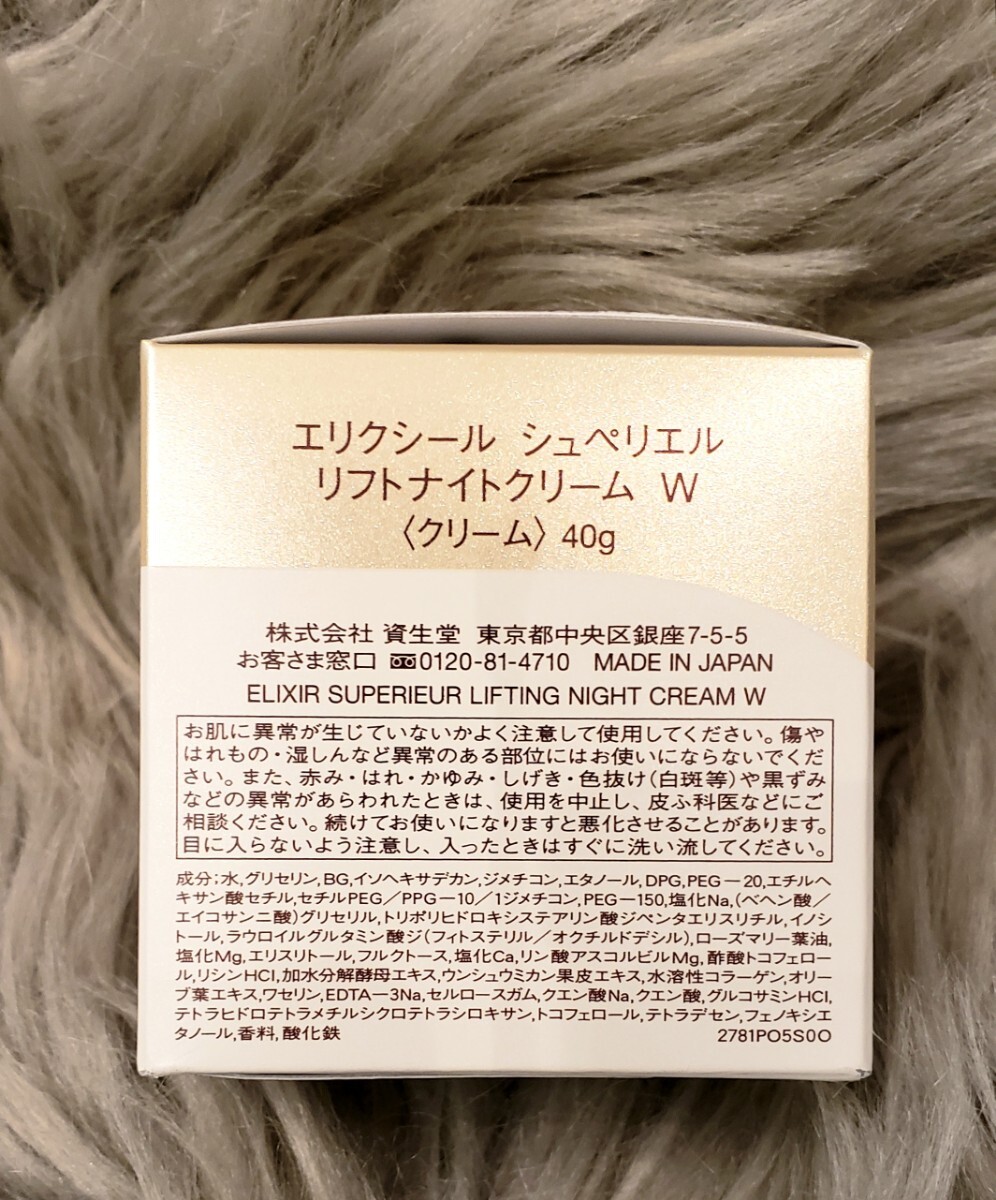 エリクシール シュペリエル
リフトナイトクリーム W
〈クリーム〉40g
株式会社 資生堂 東京都中央区銀座7-5-5
お客さま窓口 0120-81-4710 MADE IN JAPAN
ELIXIR SUPERIEUR LIFTING NIGHT CREAM W
お肌に異常が生じていないかよく注意して使用してください。傷や
はれもの・湿しんなど異常のある部位にはお使いにならないでくだ
さい。また、赤み・はれ・かゆみ・しげき・色抜け(白斑等)や黒ずみ
などの異常があらわれたときは、使用を中止し、皮ふ科医などにご
相談ください。続けてお使いになりますと悪化させることがあります。
目に入らないよう注意し、入ったときはすぐに洗い流してください。
成分:水,グリセリン,BG,イソヘキサデカン,ジメチコン,エタノール,DPG,PEG-20,エチルヘ
キサン酸セチル,セチルPEG/PPG-10/1ジメチコン,PEG-150,塩化Na,(ベヘン酸/
エイコサン二酸)グリセリル,トリポリヒドロキシステアリン酸ジペンタエリスリチル,イノシ
トール,ラウロイルグルタミン酸ジ(フィトステリル/オクチルドデシル),ローズマリー葉油,
塩化Mg,エリスリトール,フルクトース,塩化Ca,リン酸アスコルビルMg,酢酸トコフェロー
ル,リシンHCl,加水分解酵母エキス,ウンシュウミカン果皮エキス,水溶性コラーゲン,オリー
ブ葉エキス,ワセリン,EDTA-3Na,セルロースガム,クエン酸Na,クエン酸,グルコサミンHCl,
テトラヒドロテトラメチルシクロテトラシロキサン,トコフェロール,テトラデセン,フェノキシエ
タノール,香料,酸化鉄 2781PO5S0O